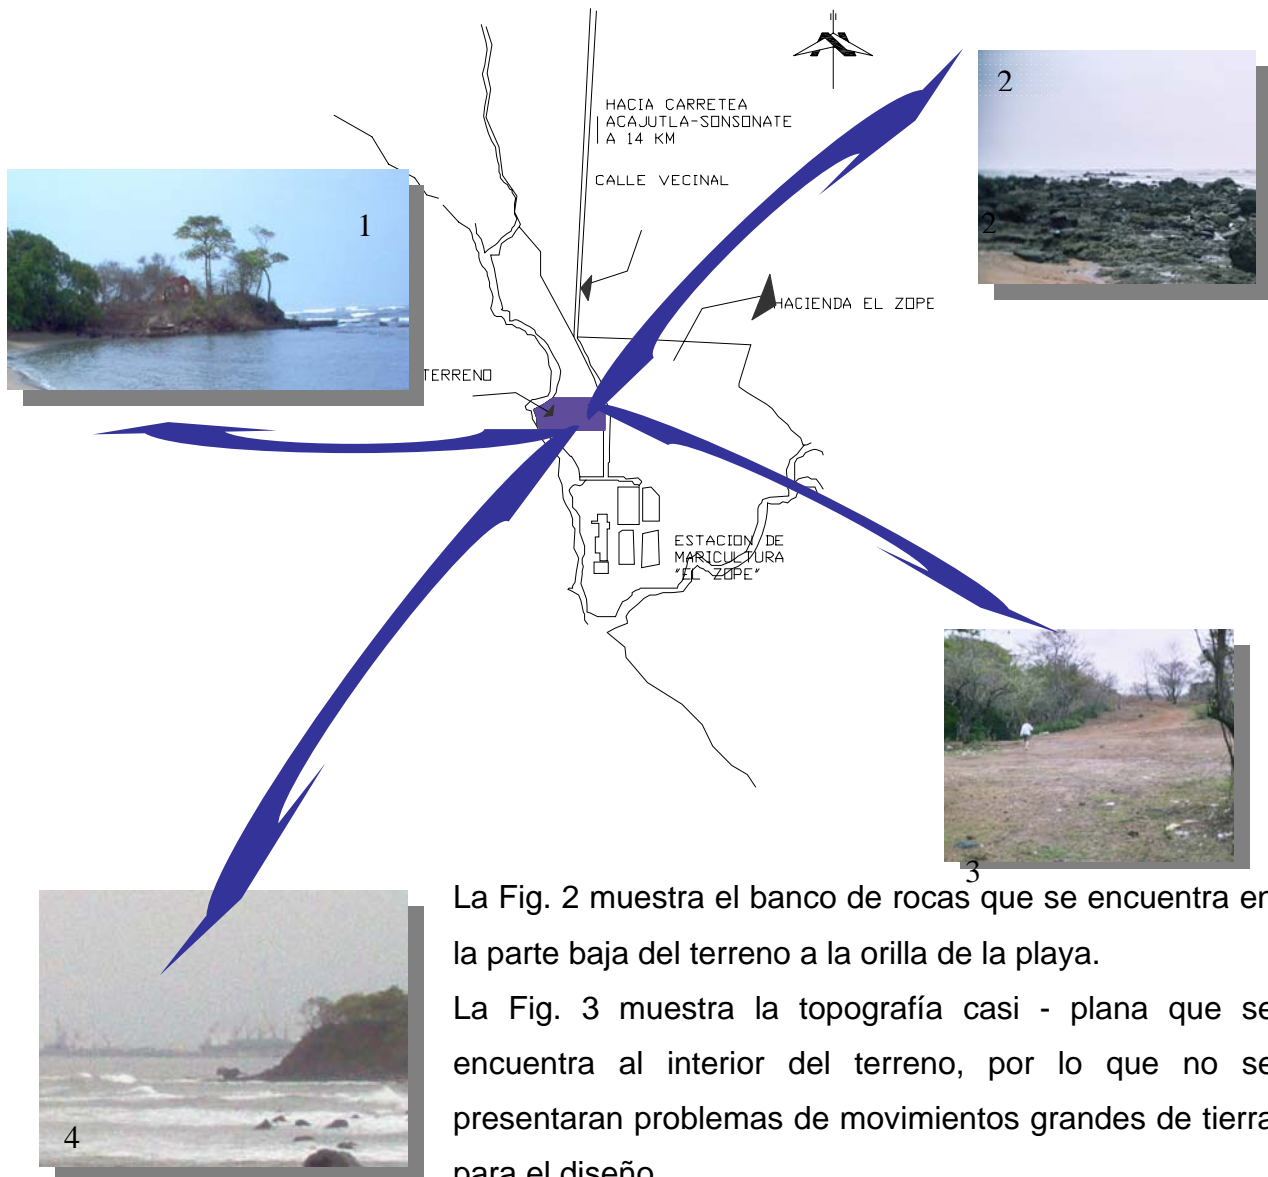 HACIA CARRETEA
ACAJUTLA-SONSONATE
A 14 KM
CALLE VECINAL
2
2
1
HACIENDA EL ZOPE
TERRENO
ESTACION DE
MARICULTURA
"EL ZOPE"
3
4
La Fig. 2 muestra el banco de rocas que se encuentra en
la parte baja del terreno a la orilla de la playa.
La Fig. 3 muestra la topografía casi - plana que se
encuentra al interior del terreno, por lo que no se
presentaran problemas de movimientos grandes de tierra
para el diseño